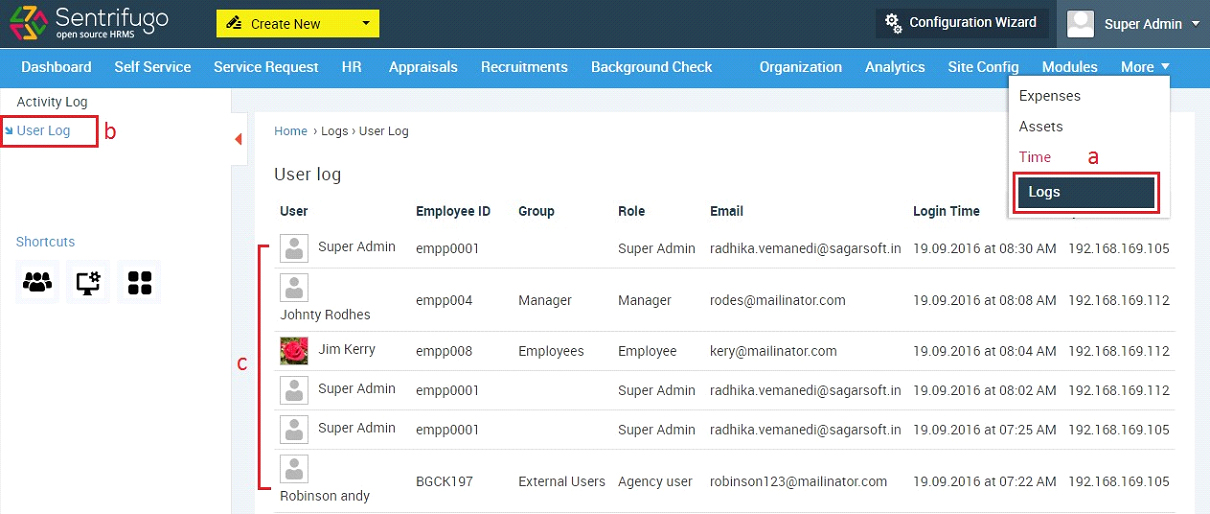 Sentrifugo
open source HRMS
Create New
Configuration Wizard
Super Admin
Dashboard Self Service Service Request HR Appraisals Recruitments Background Check Organization Analytics Site Config Modules More
Activity Log
User Log
b
Shortcuts
Expenses
Assets
Time
a
Logs
Home › Logs › User Log
User log
User Employee ID Group Role Email Login Time
Super Admin empp0001 Super Admin radhika.vemanedi@sagarsoft.in 19.09.2016 at 08:30 AM 192.168.169.105
Johnty Rodhes empp004 Manager Manager rodes@mailinator.com 19.09.2016 at 08:08 AM 192.168.169.112
Jim Kerry empp008 Employees Employee kery@mailinator.com 19.09.2016 at 08:04 AM 192.168.169.112
c
Super Admin empp0001 Super Admin radhika.vemanedi@sagarsoft.in 19.09.2016 at 08:02 AM 192.168.169.112
Super Admin empp0001 Super Admin radhika.vemanedi@sagarsoft.in 19.09.2016 at 07:25 AM 192.168.169.105
Robinson andy BGCK197 External Users Agency user robinson123@mailinator.com 19.09.2016 at 07:22 AM 192.168.169.105